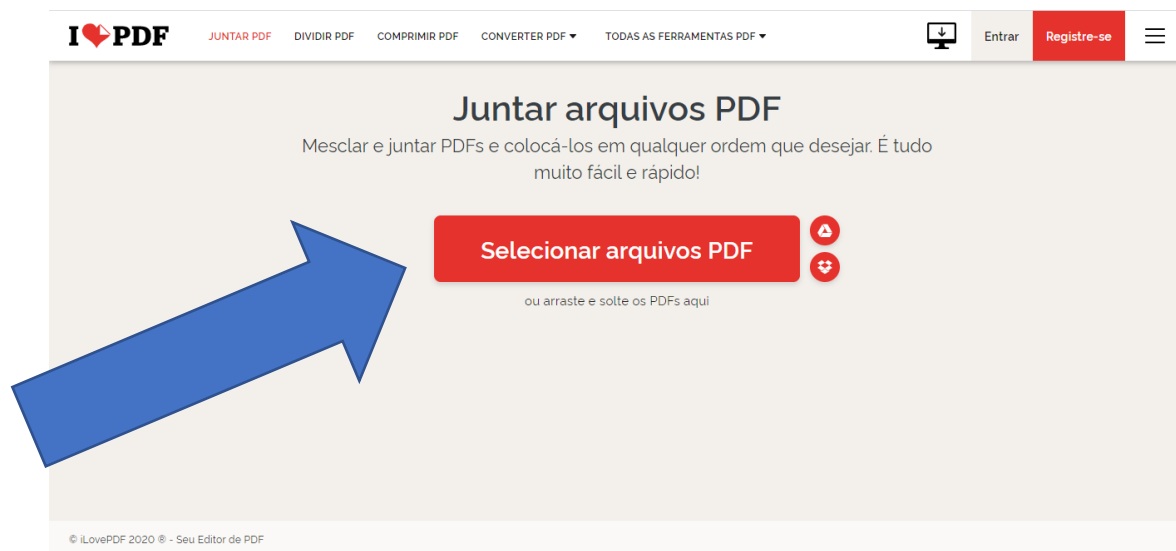 I PDF
JUNTAR PDF DIVIDIR PDF COMPRIMIR PDF CONVERTER PDF TODAS AS FERRAMENTAS PDF Entrar Registre-se
Juntar arquivos PDF
Mesclar e juntar PDFs e colocá-los em qualquer ordem que desejar. É tudo
muito fácil e rápido!
Selecionar arquivos PDF
ou arraste e solte os PDFs aqui
© iLovePDF 2020 ® - Seu Editor de PDF